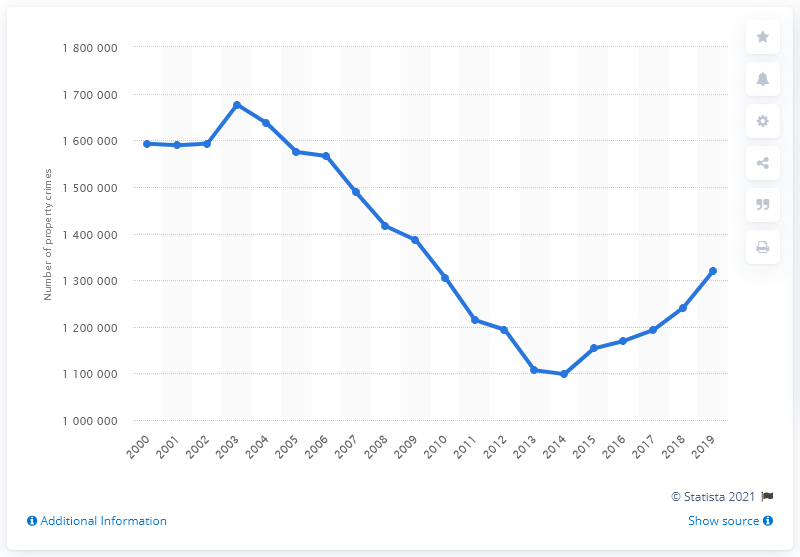 1 800 000
1 700 000
1 600 000
1 500 000
1 400 000
1 300 000
1 200 000
1 100 000
1 000 000
Number of property crimes
2000 2001 2002 2003 2004 2005 2006 2007 2008 2009 2010 2011 2012 2013 2014 2015 2016 2017 2018 2019
© Statista 2021
Additional Information
Show source